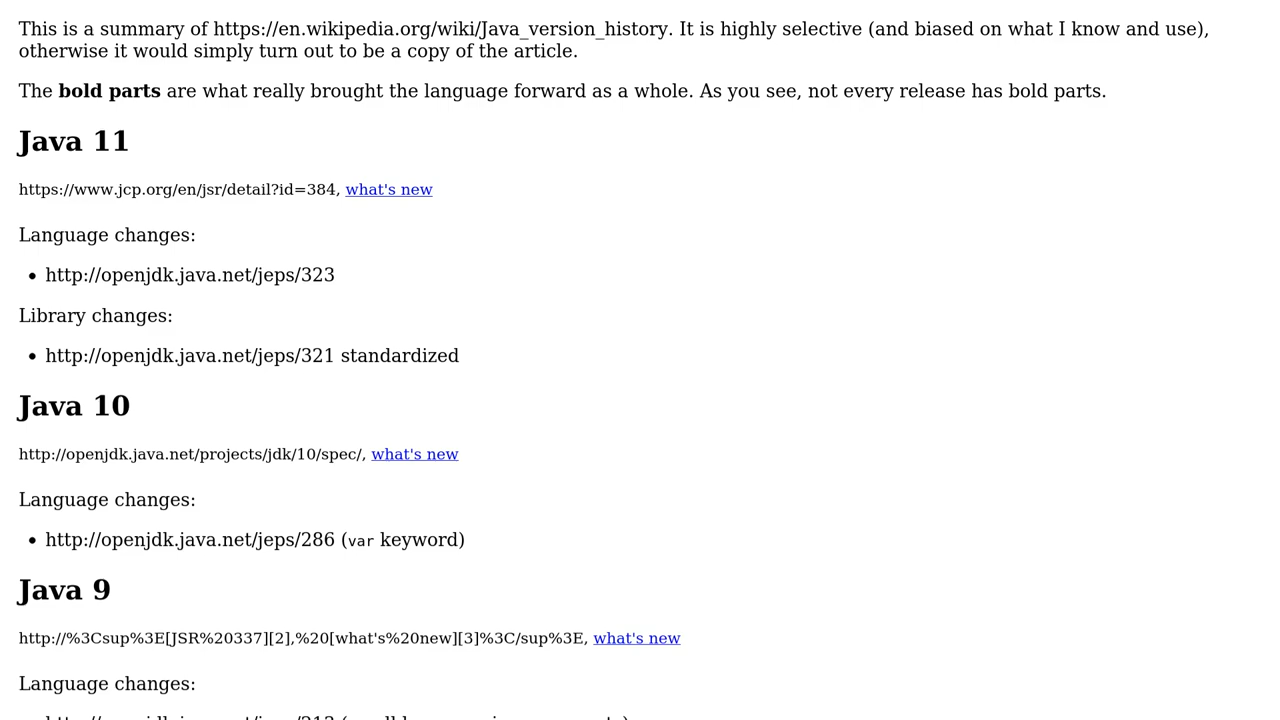 This is a summary of https://en.wikipedia.org/wiki/Java_version_history. It is highly selective (and biased on what I know and use),
otherwise it would simply turn out to be a copy of the article.
The bold parts are what really brought the language forward as a whole. As you see, not every release has bold parts.
Java 11
https://www.jcp.org/en/jsr/detail?id=384, what's new
Language changes:
• http://openjdk.java.net/jeps/323
Library changes:
• http://openjdk.java.net/jeps/321 standardized
Java 10
http://openjdk.java.net/projects/jdk/10/spec/, what's new
Language changes:
• http://openjdk.java.net/jeps/286 (var keyword)
Java 9
http://%3Csup%3E[JSR%20337][2],%20[what's%20new][3]%3C/sup%3E, what's new
Language changes: